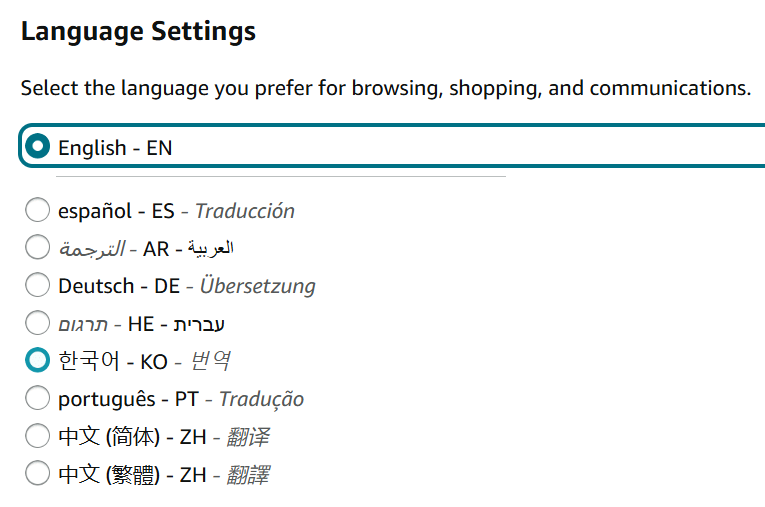 Language Settings
Select the language you prefer for browsing, shopping, and communications.
English - EN
español - ES - Traducción
العربية - AR - الترجمة
Deutsch - DE - Übersetzung
עברית - HE - תרגום
한국어 - KO - 번역
português - PT - Tradução
中文 (简体) - ZH - 翻译
中文 (繁體) - ZH - 翻譯